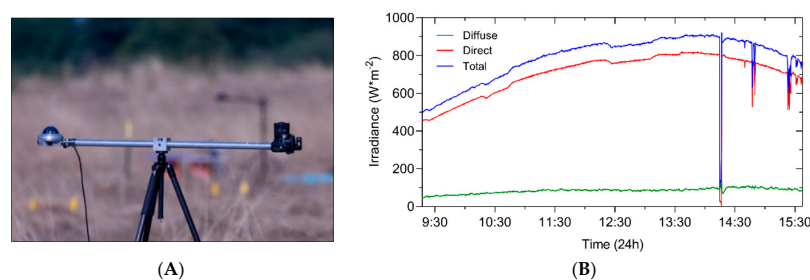 B
1000
800
600
400
200
0
Irradiance (W*m-2)
Diffuse
Direct
Total
9:30
10:30
11:30
12:30
13:30
14:30
15:30
Time (24h)
(A)
(B)